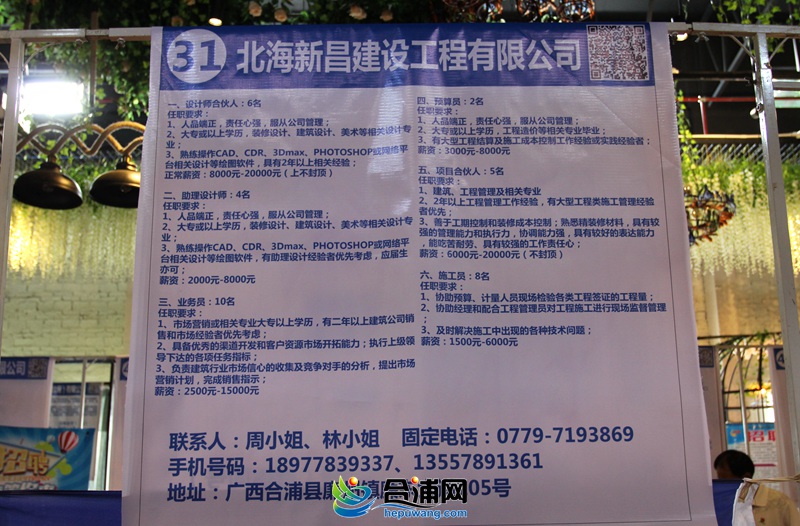 31 北海新昌建设工程有限公司
一、设计师合伙人：6名
任职要求：
1、人品端正，责任心强，服从公司管理；
2、大专或以上学历，装修设计、建筑设计、美术等相关设计专
业；
3、熟练操作CAD、CDR、3Dmax、PHOTOSHOP或网络平
台相关设计等绘图软件，具有2年以上相关经验；
正常薪资：8000元-20000元（上不封顶）
二、助理设计师：4名
任职要求：
1、人品端正，责任心强，服从公司管理；
2、大专或以上学历，装修设计、建筑设计、美术等相关设计专
业；
3、熟练操作CAD、CDR、3Dmax、PHOTOSHOP或网络平
台相关设计等绘图软件，有助理设计经验者优先考虑，应届生
亦可；
薪资：2000元-8000元
三、业务员：10名
任职要求：
1、市场营销或相关专业大专以上学历，有二年以上建筑公司销
售和市场经验者优先考虑；
2、具备优秀的渠道开发和客户资源市场开拓能力；执行上级领
导下达的各项任务指标；
3、负责建筑行业市场信心的收集及竞争对手的分析，提出市场
营销计划，完成销售指示；
薪资：2500元-15000元
四、预算员：2名
任职要求：
1、人品端正，责任心强，服从公司管理；
2、大专或以上学历，工程造价等相关专业毕业；
3、有大型工程结算及施工成本控制工作经验或实践经验者；
薪资：3000元-8000元
五、项目合伙人：5名
任职要求：
1、建筑、工程管理及相关专业
2、2年以上工程管理工作经验，有大型工程类施工管理经验
者优先；
3、善于工期控制和装修成本控制；熟悉精装修材料，具有较
强的管理能力和执行力，协调能力强，具有较好的表达能力
，能吃苦耐劳、具有较强的工作责任心；
薪资：6000元-20000元（不封顶）
六、施工员：8名
任职要求：
1、协助预算、计量人员现场检验各类工程签证的工程量；
2、协助经理和配合工程管理员对工程施工进行现场监督管理
；
3、及时解决施工中出现的各种技术问题；
薪资：1500元-6000元
联系人：周小姐、林小姐 固定电话：0779-7193869
手机号码：18977839337、13557891361
地址：广西合浦县 05号
合浦网
hepuwang.com